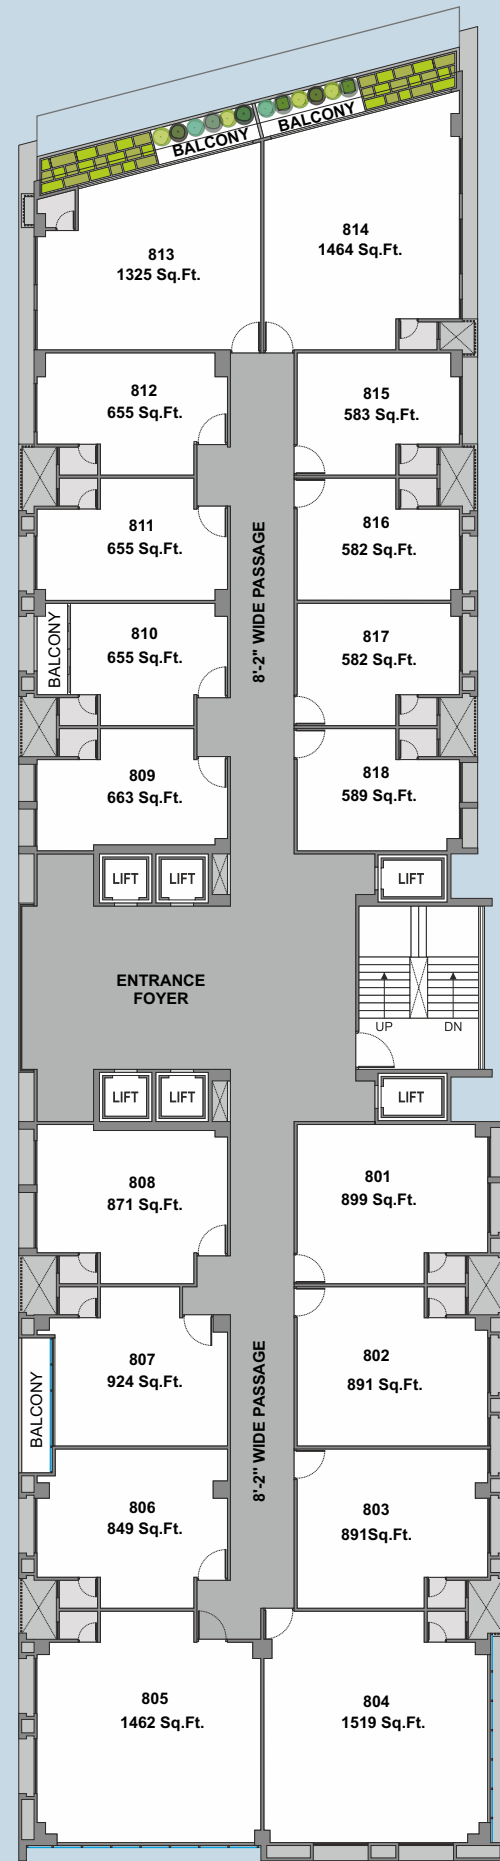 BALCONY
BALCONY
814
1464 Sq.Ft.
813
1325 Sq.Ft.
812
655 Sq.Ft.
815
583 Sq.Ft.
811
655 Sq.Ft.
816
582 Sq.Ft.
8'-2" WIDE PASSAGE
BALCONY
810
655 Sq.Ft.
817
582 Sq.Ft.
809
663 Sq.Ft.
818
589 Sq.Ft.
LIFT
LIFT
LIFT
ENTRANCE
FOYER
UP
DN
LIFT
LIFT
LIFT
808
871 Sq.Ft.
801
899 Sq.Ft.
807
924 Sq.Ft.
802
891 Sq.Ft.
BALCONY
8'-2" WIDE PASSAGE
806
849 Sq.Ft.
803
891Sq.Ft.
805
1462 Sq.Ft.
804
1519 Sq.Ft.